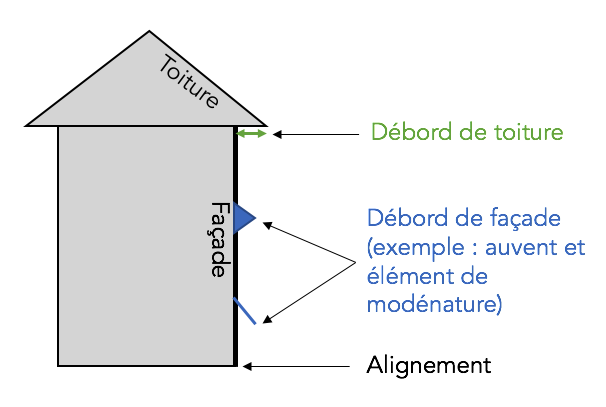 Toiture
Débord de toiture
Façade
Débord de façade
(exemple : auvent et
élément de
modénature)
Alignement